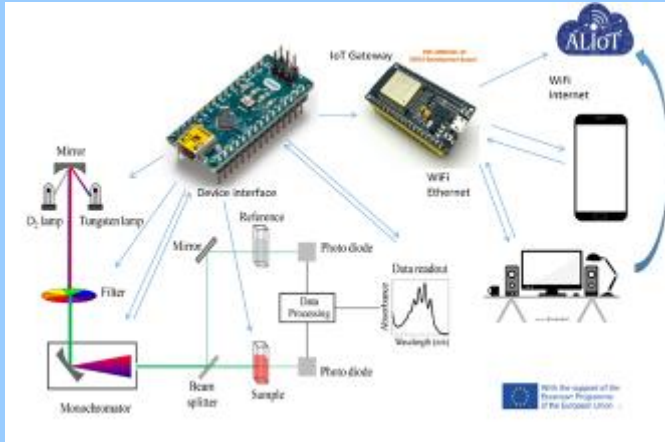 ALIoT
IoT Gateway
WiFi
Internet
Mirror
D₂ lamp
Tungsten lamp
Device interface
WiFi
Ethernet
Reference
Mirror
Photo diode
Filter
Data
Processing
Data readout
Absorbance
Wavelength (nm)
Monochromator
Beam
splitter
Sample
Photo diode
With the support of the
Erasmus+ Programme
of the European Union